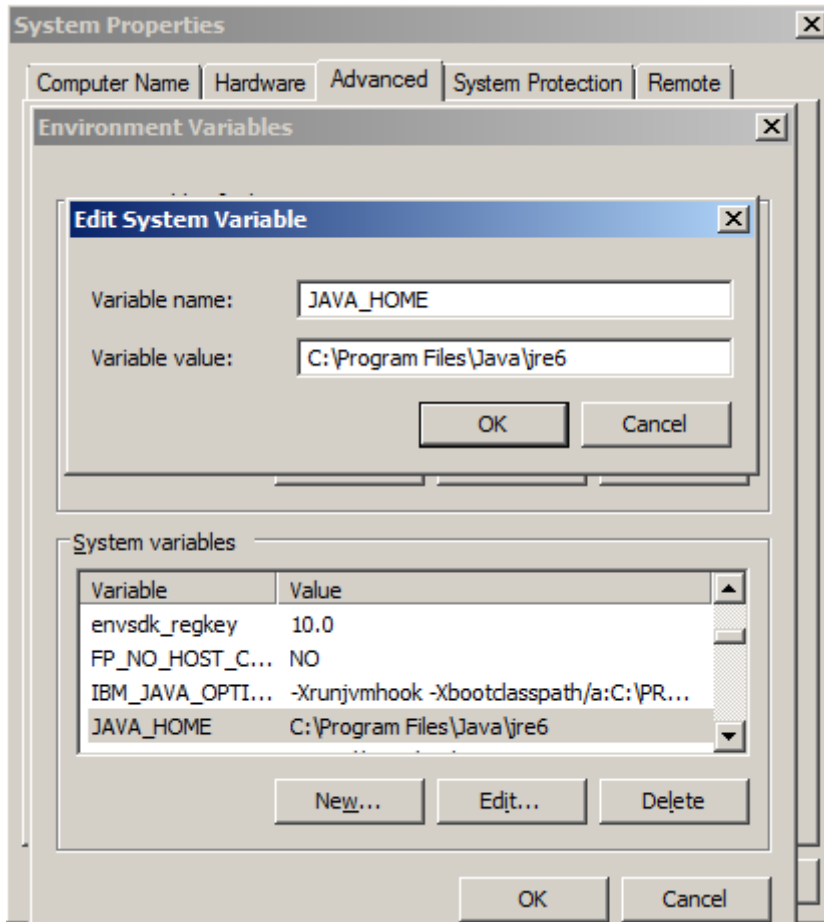 System Properties
Computer Name Hardware Advanced System Protection Remote
Environment Variables
Edit System Variable
Variable name: JAVA_HOME
Variable value: C:\Program Files\Java\jre6
OK Cancel
System variables
Variable Value
envsdk_regkey 10.0
FP_NO_HOST_C... NO
IBM_JAVA_OPTI... -Xrunjvmhook -Xbootclasspath/a:C:\PR...
JAVA_HOME C:\Program Files\Java\jre6
New... Edit... Delete
OK Cancel